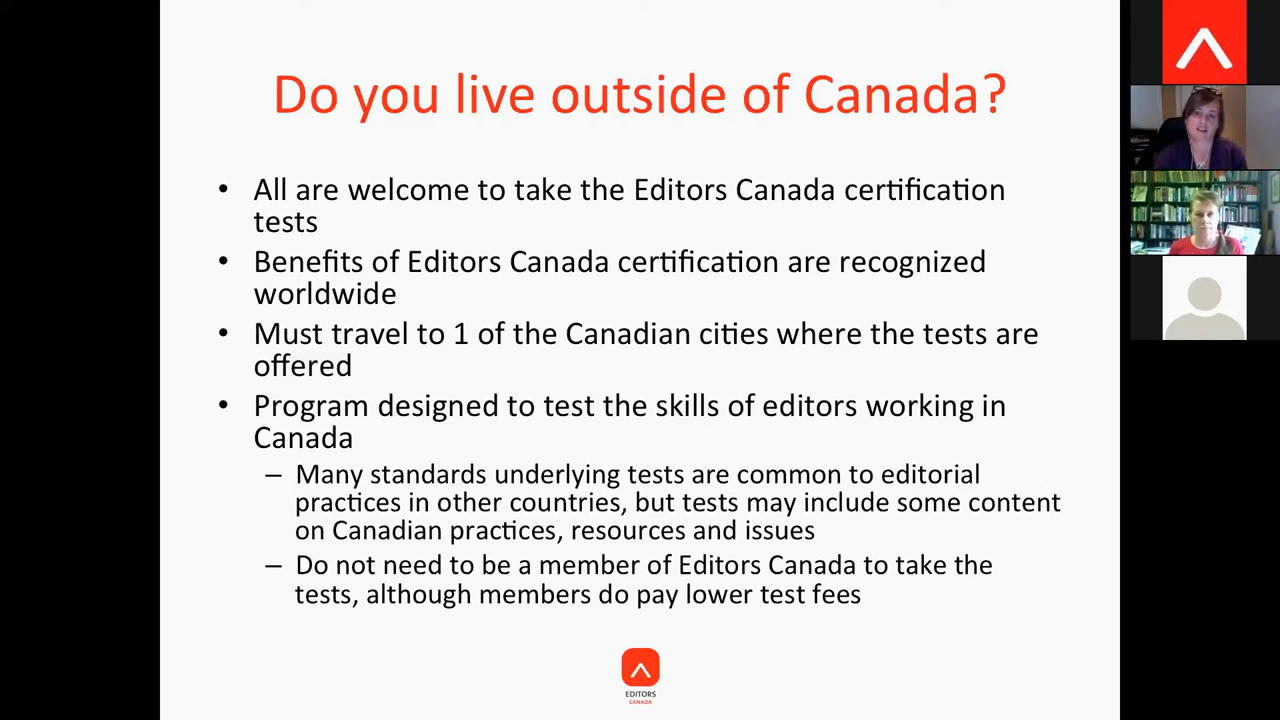 Do you live outside of Canada?
• All are welcome to take the Editors Canada certification
tests
• Benefits of Editors Canada certification are recognized
worldwide
• Must travel to 1 of the Canadian cities where the tests are
offered
• Program designed to test the skills of editors working in
Canada
– Many standards underlying tests are common to editorial
practices in other countries, but tests may include some content
on Canadian practices, resources and issues
– Do not need to be a member of Editors Canada to take the
tests, although members do pay lower test fees
EDITORS
CANADA